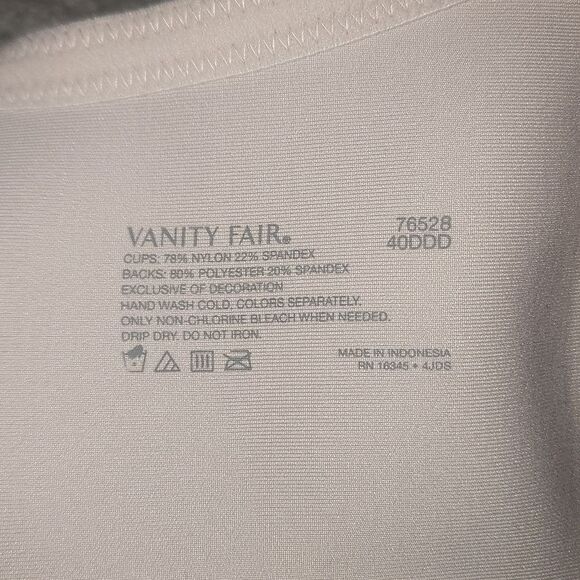 VANITY FAIR®
76528
40DDD
CUPS: 78% NYLON 22% SPANDEX
BACKS: 80% POLYESTER 20% SPANDEX
EXCLUSIVE OF DECORATION
HAND WASH COLD. COLORS SEPARATELY.
ONLY NON-CHLORINE BLEACH WHEN NEEDED.
DRIP DRY. DO NOT IRON.
MADE IN INDONESIA
RN 16345 • 4JDS